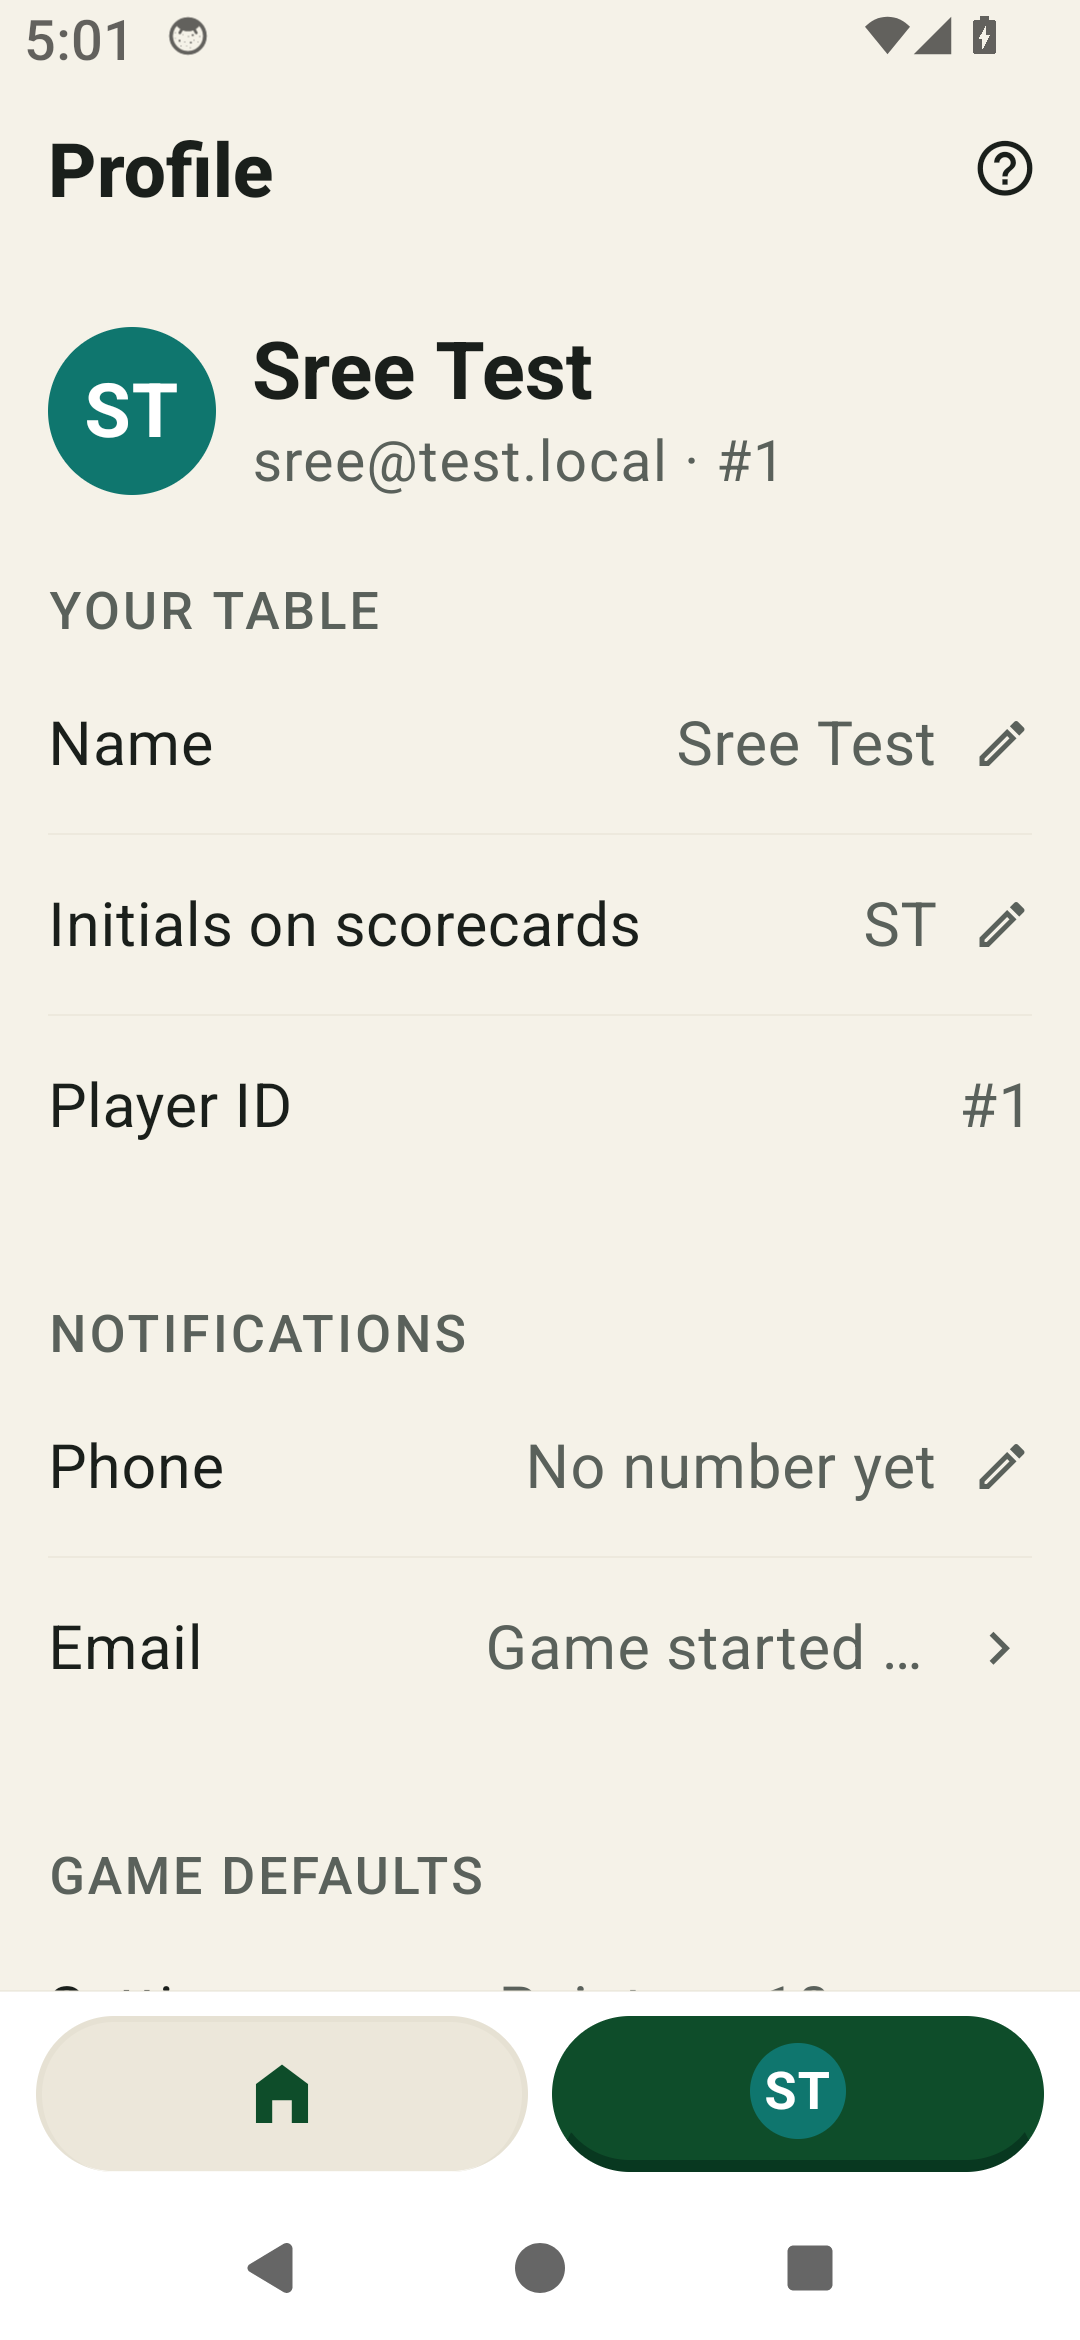 5:01
Profile
ST
Sree Test
sree@test.local · #1
YOUR TABLE
Name
Sree Test
Initials on scorecards
ST
Player ID
#1
NOTIFICATIONS
Phone
No number yet
Email
Game started …
GAME DEFAULTS
ST